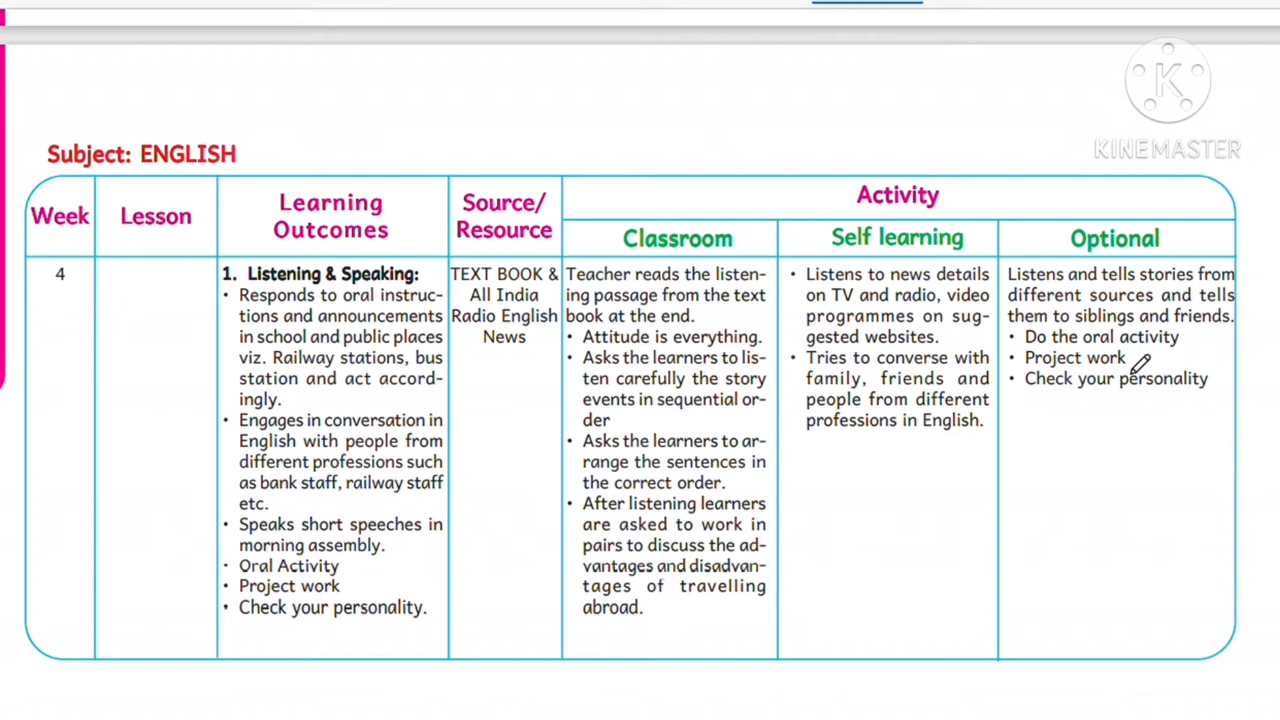 K
KINEMASTER
Subject: ENGLISH
Week
Lesson
Learning
Outcomes
Source/
Resource
Activity
Classroom
Self learning
Optional
4
1. Listening & Speaking:
• Responds to oral instruc-
tions and announcements
in school and public places
viz. Railway stations, bus
station and act accord-
ingly.
• Engages in conversation in
English with people from
different professions such
as bank staff, railway staff
etc.
• Speaks short speeches in
morning assembly.
• Oral Activity
• Project work
• Check your personality.
TEXT BOOK &
All India
Radio English
News
Teacher reads the listen-
ing passage from the text
book at the end.
• Attitude is everything.
• Asks the learners to lis-
ten carefully the story
events in sequential or-
der
• Asks the learners to ar-
range the sentences in
the correct order.
• After listening learners
are asked to work in
pairs to discuss the ad-
vantages and disadvan-
tages of travelling
abroad.
• Listens to news details
on TV and radio, video
programmes on sug-
gested websites.
• Tries to converse with
family, friends and
people from different
professions in English.
Listens and tells stories from
different sources and tells
them to siblings and friends.
• Do the oral activity
• Project work
• Check your personality